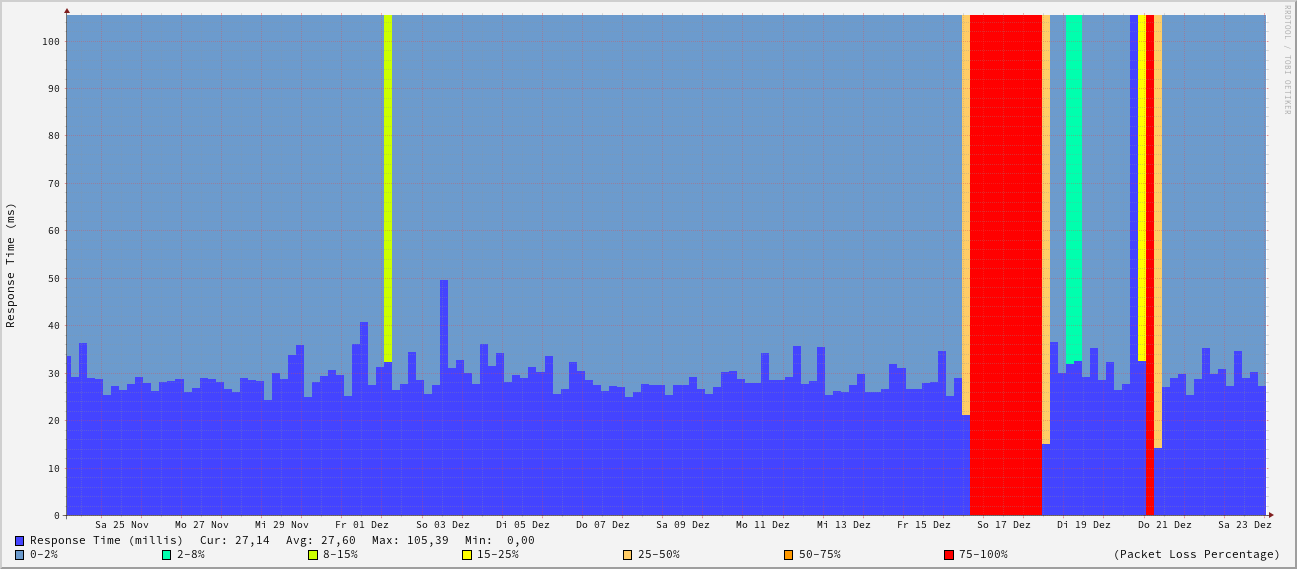 RRDTOOL / TOBI OETIKER
Response Time (ms)
100
90
80
70
60
50
40
30
20
10
0
Sa 25 Nov Mo 27 Nov Mi 29 Nov Fr 01 Dez So 03 Dez Di 05 Dez Do 07 Dez Sa 09 Dez Mo 11 Dez Mi 13 Dez Fr 15 Dez So 17 Dez Di 19 Dez Do 21 Dez Sa 23 Dez
Response Time (millis) Cur: 27,14 Avg: 27,60 Max: 105,39 Min: 0,00
0-2% 2-8% 8-15% 15-25% 25-50% 50-75% 75-100% (Packet Loss Percentage)